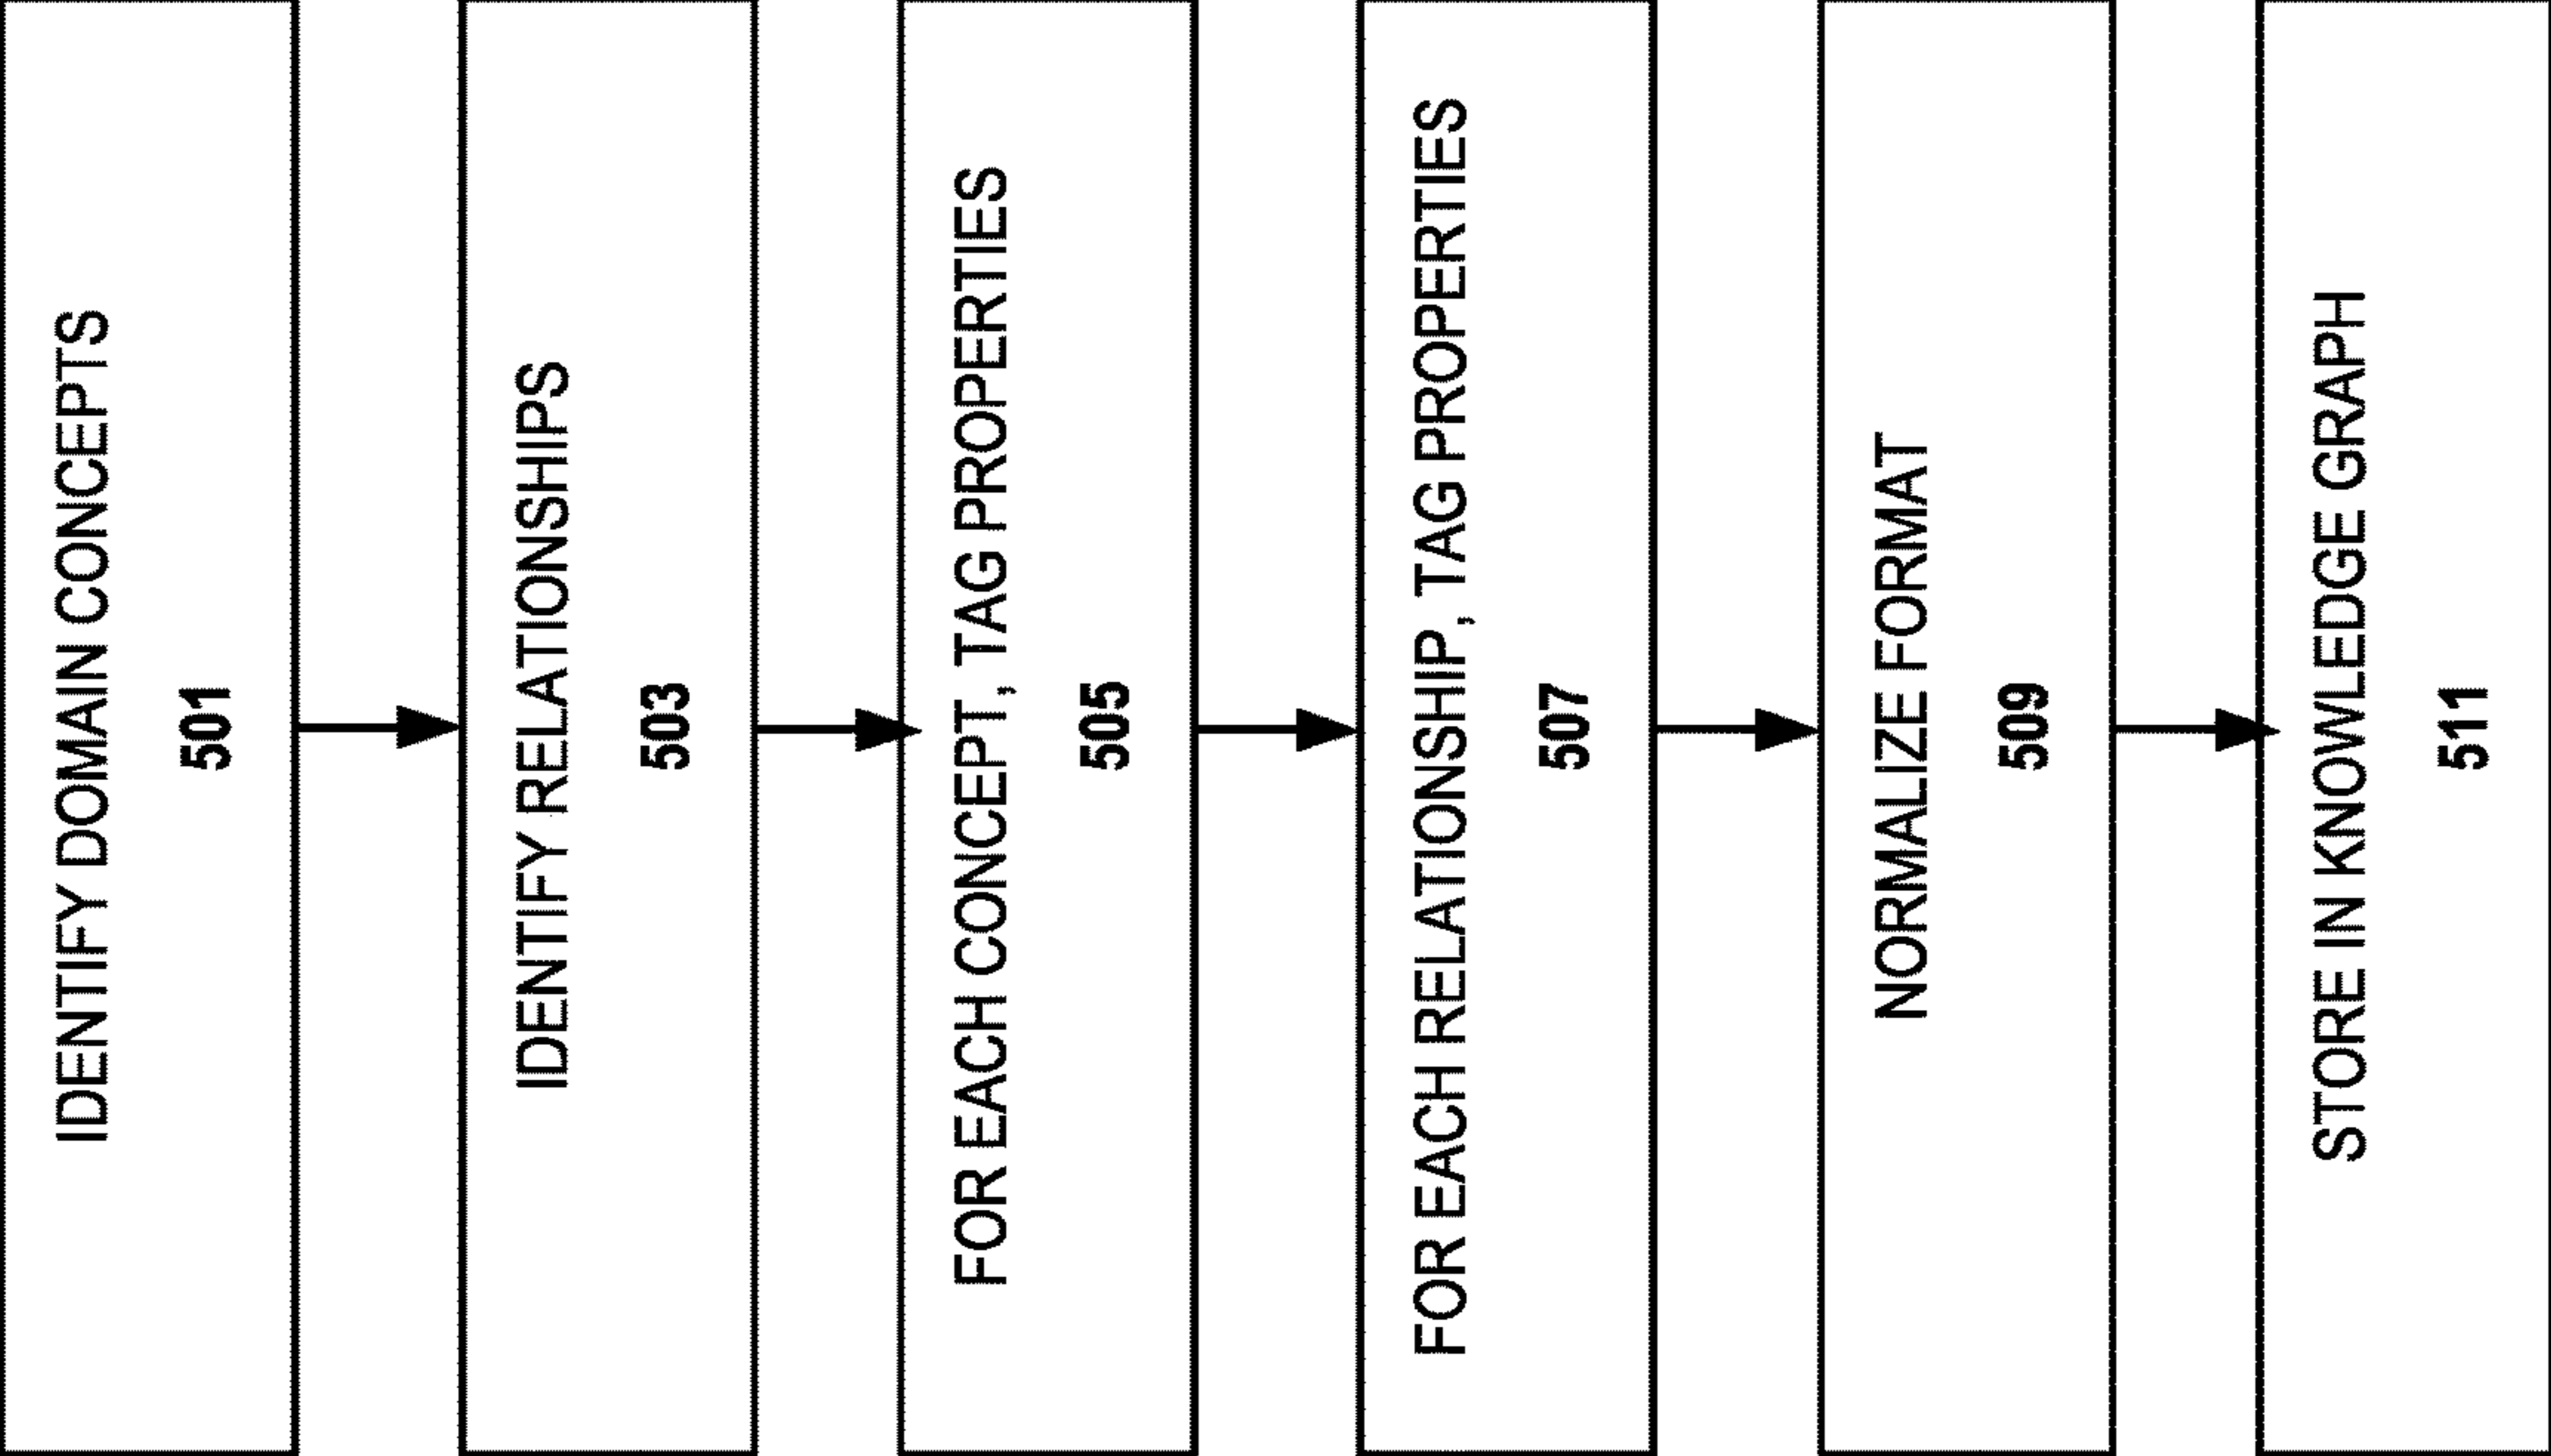 IDENTIFY DOMAIN CONCEPTS
501
IDENTIFY RELATIONSHIPS
503
FOR EACH CONCEPT, TAG PROPERTIES
505
FOR EACH RELATIONSHIP, TAG PROPERTIES
507
NORMALIZE FORMAT
509
STORE IN KNOWLEDGE GRAPH
511